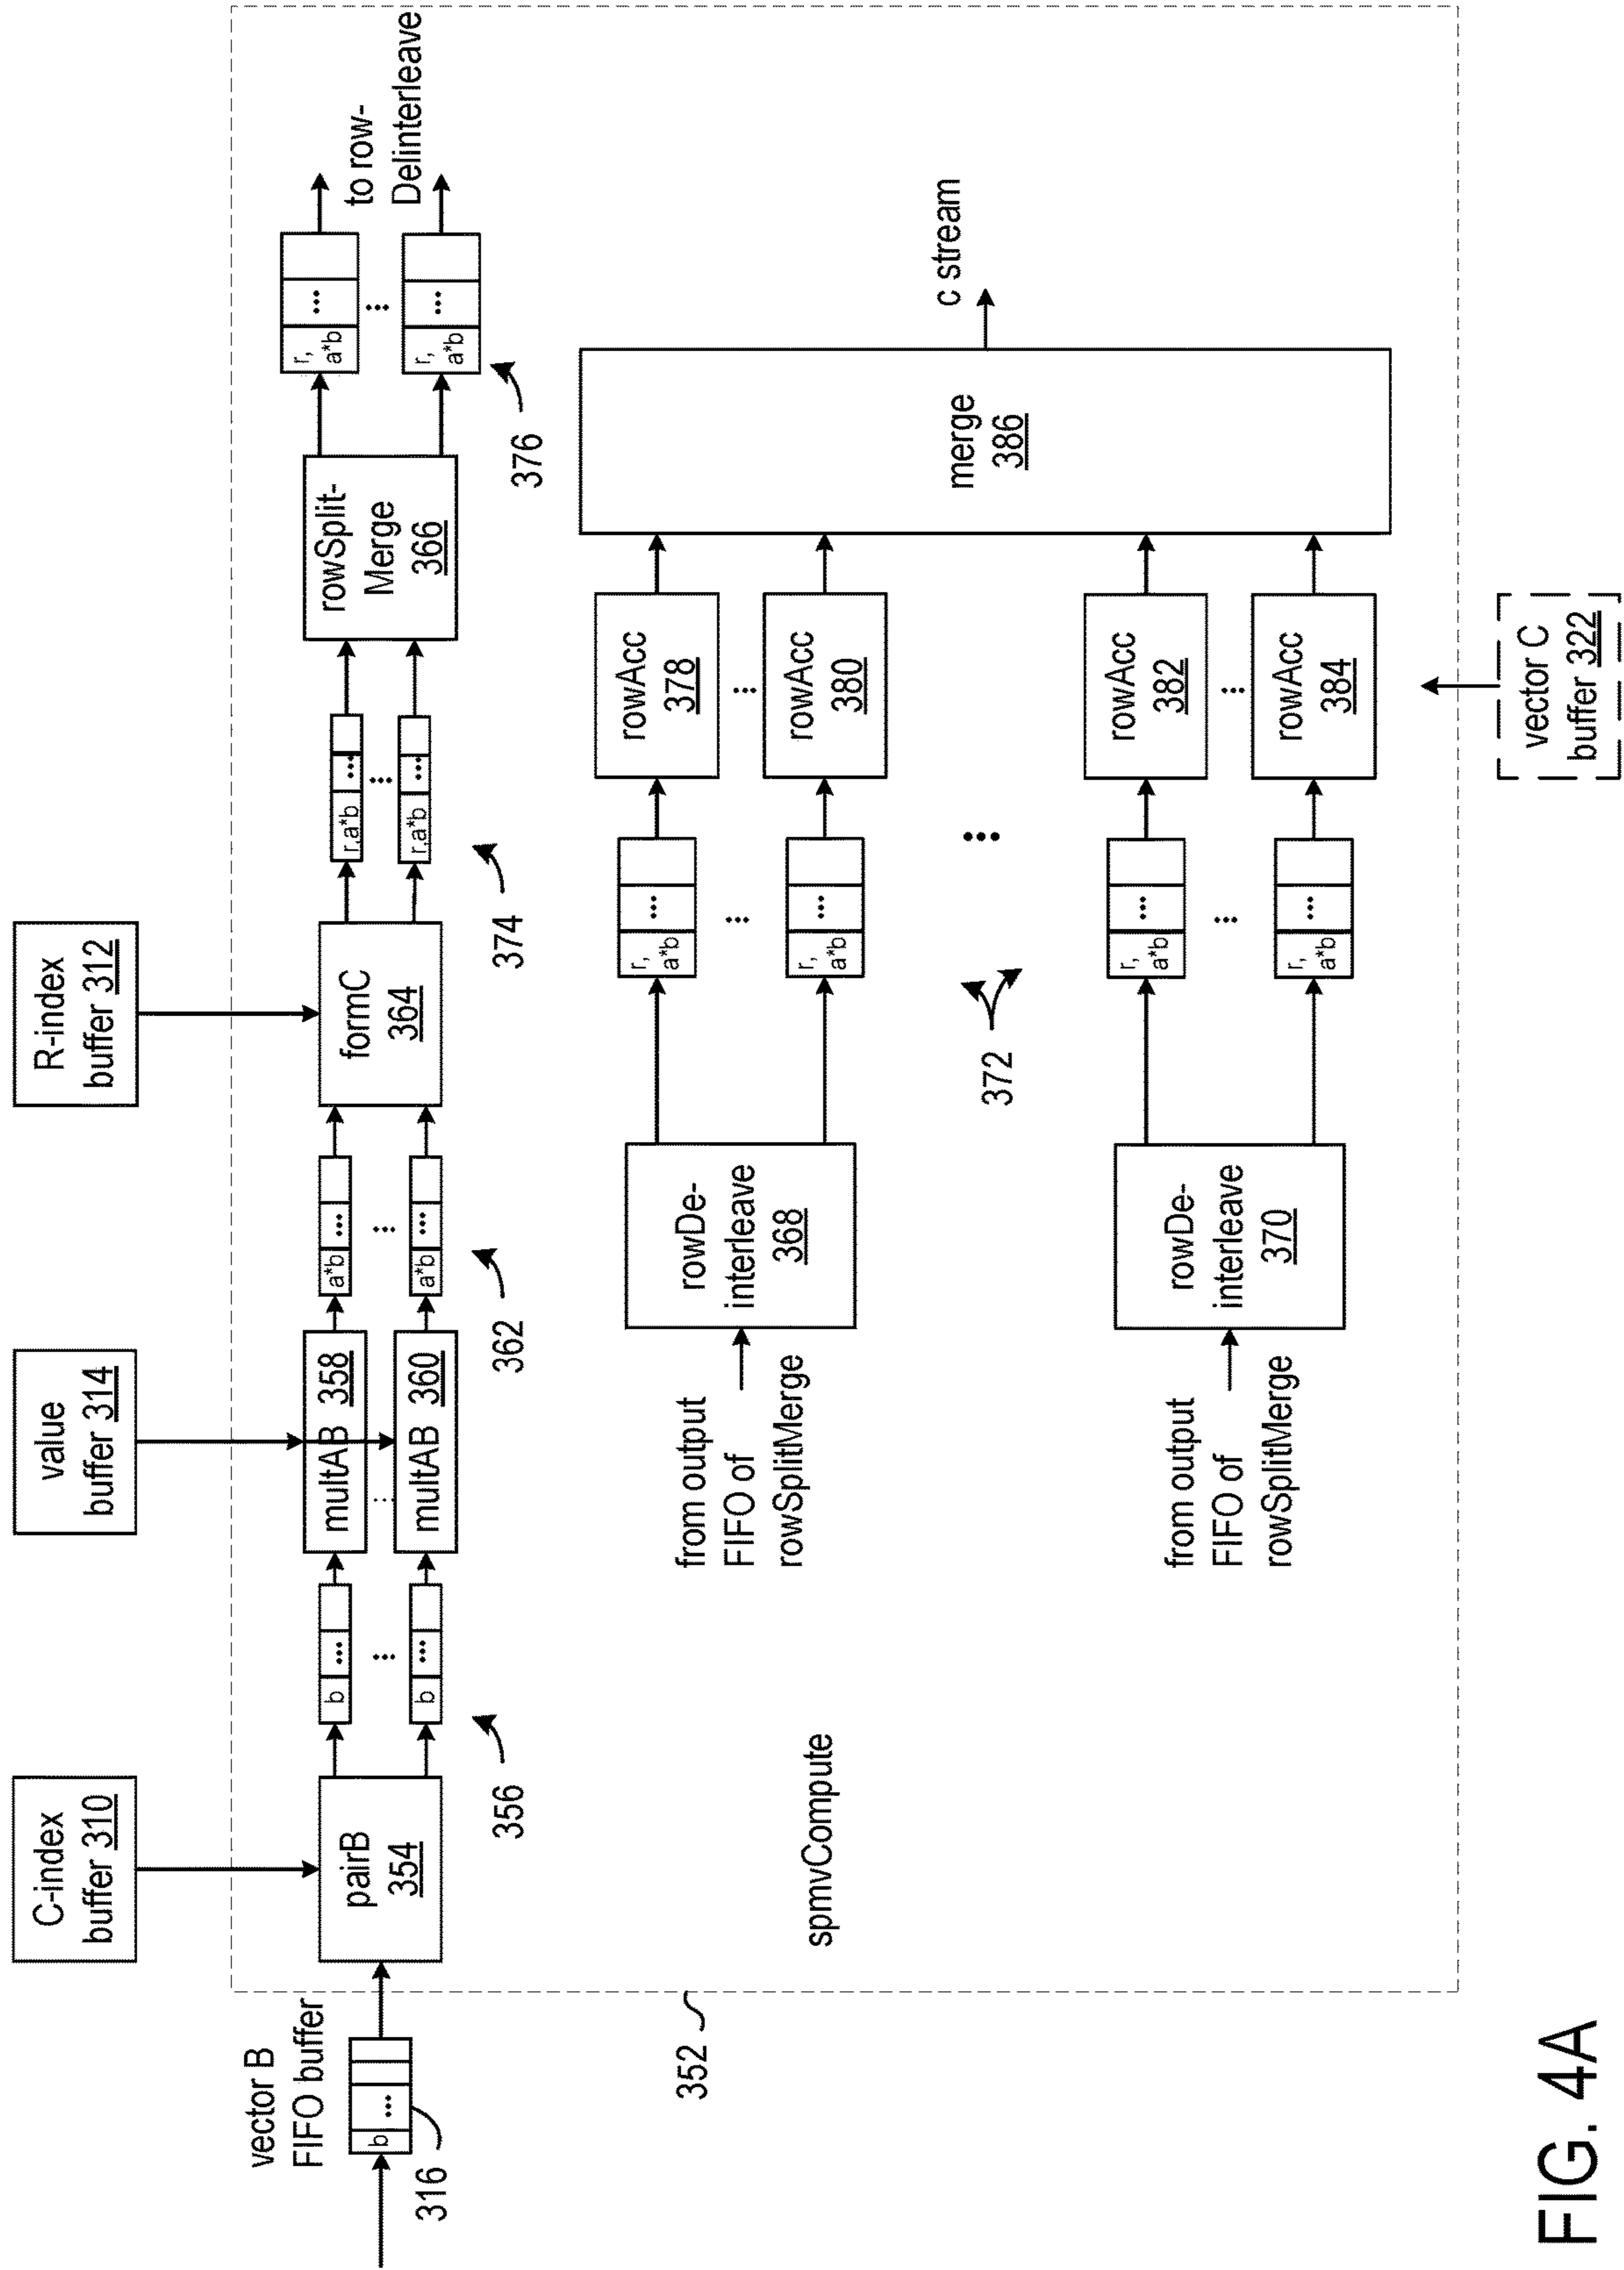 C-index
buffer 310
value
buffer 314
R-index
buffer 312
vector B
FIFO buffer
b
...
316
pairB
354
b
...
b
...
356
multAB 358
multAB 360
a*b
...
a*b
...
362
formC
364
r,a*b
...
r,a*b
...
374
rowSplit-
Merge
366
r,
a*b
...
r,
a*b
...
376
to row-
Delinterleave
352
spmvCompute
from output
FIFO of
rowSplitMerge
rowDe-
interleave
368
r,
a*b
...
r,
a*b
...
rowAcc
378
rowAcc
380
372
merge
386
c stream
from output
FIFO of
rowSplitMerge
rowDe-
interleave
370
r,
a*b
...
r,
a*b
...
rowAcc
382
rowAcc
384
vector C
buffer 322
FIG. 4A